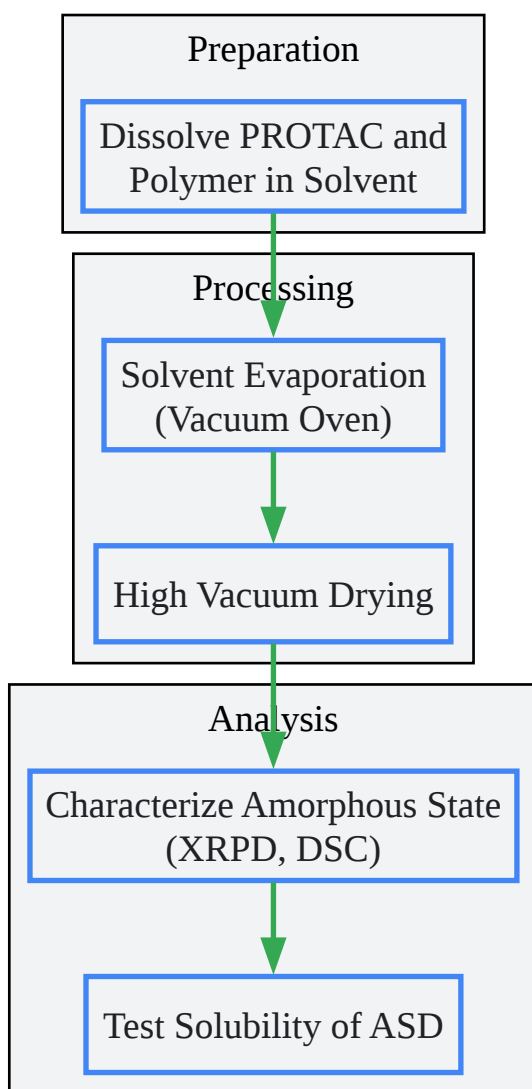 Preparation
Dissolve PROTAC and
Polymer in Solvent
Processing
Solvent Evaporation
(Vacuum Oven)
High Vacuum Drying
Analysis
Characterize Amorphous State
(XRPD, DSC)
Test Solubility of ASD